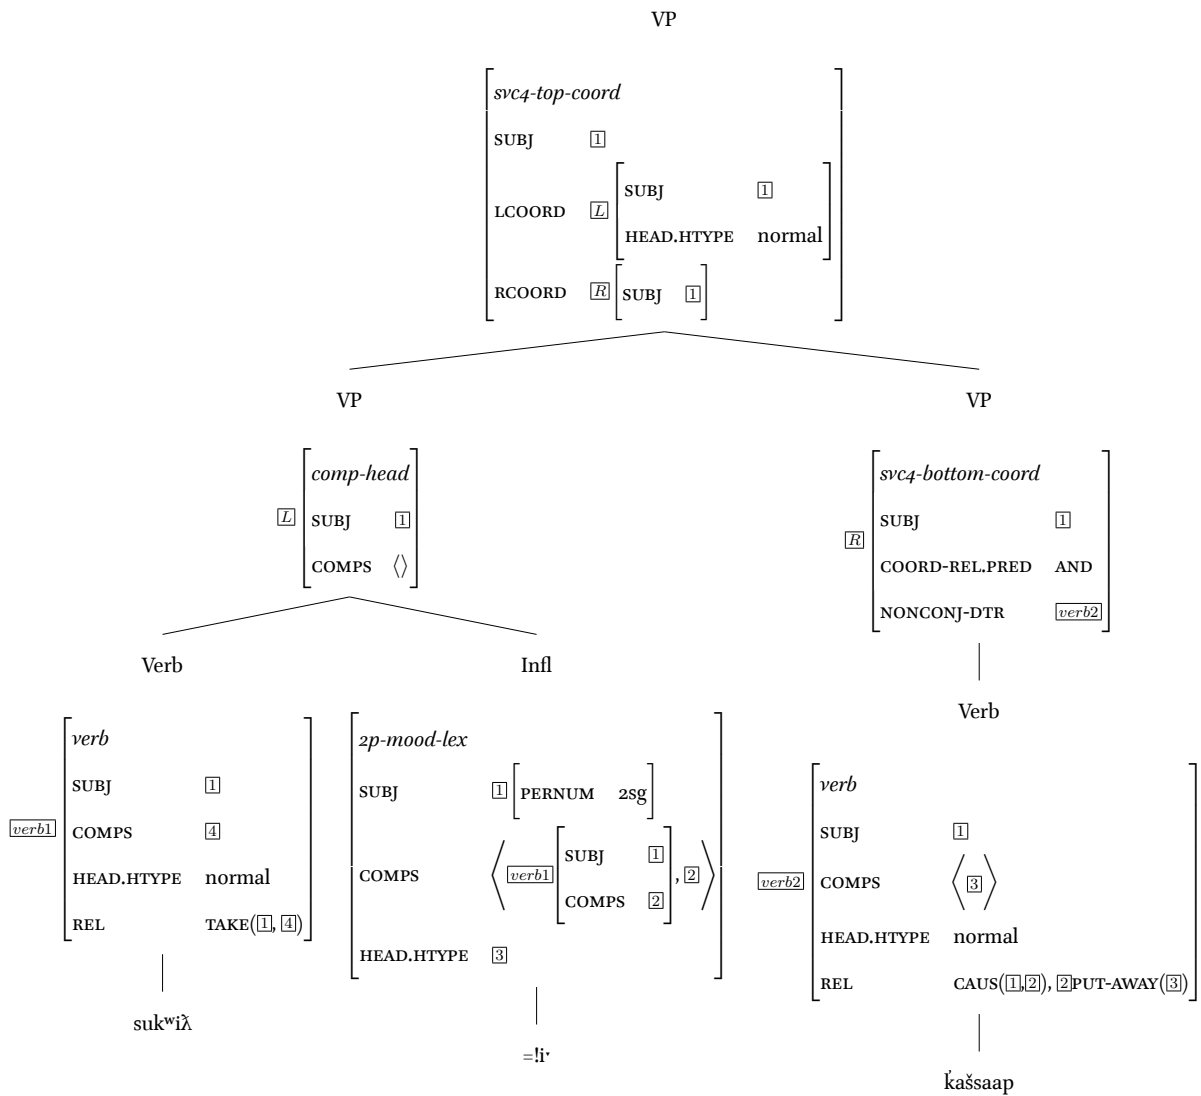 VP
svc4-top-coord
SUBJ 1
LCOORD L SUBJ 1
HEAD.HTYPE normal
RCOORD R SUBJ 1
VP
L comp-head
SUBJ 1
COMPS ⟨⟩
VP
R svc4-bottom-coord
SUBJ 1
COORD-REL.PRED AND
NONCONJ-DTR verb2
Verb
verb1 verb
SUBJ 1
COMPS 4
HEAD.HTYPE normal
REL TAKE(1, 4)
sukʷiƛ̓
Infl
2p-mood-lex
SUBJ 1 PERNUM 2sg
COMPS ⟨ verb1 SUBJ 1
COMPS 2 , 2 ⟩
HEAD.HTYPE 3
=!iˑ
Verb
verb2 verb
SUBJ 1
COMPS ⟨ 3 ⟩
HEAD.HTYPE normal
REL CAUS(1,2), 2PUT-AWAY(3)
k̓ašsaap